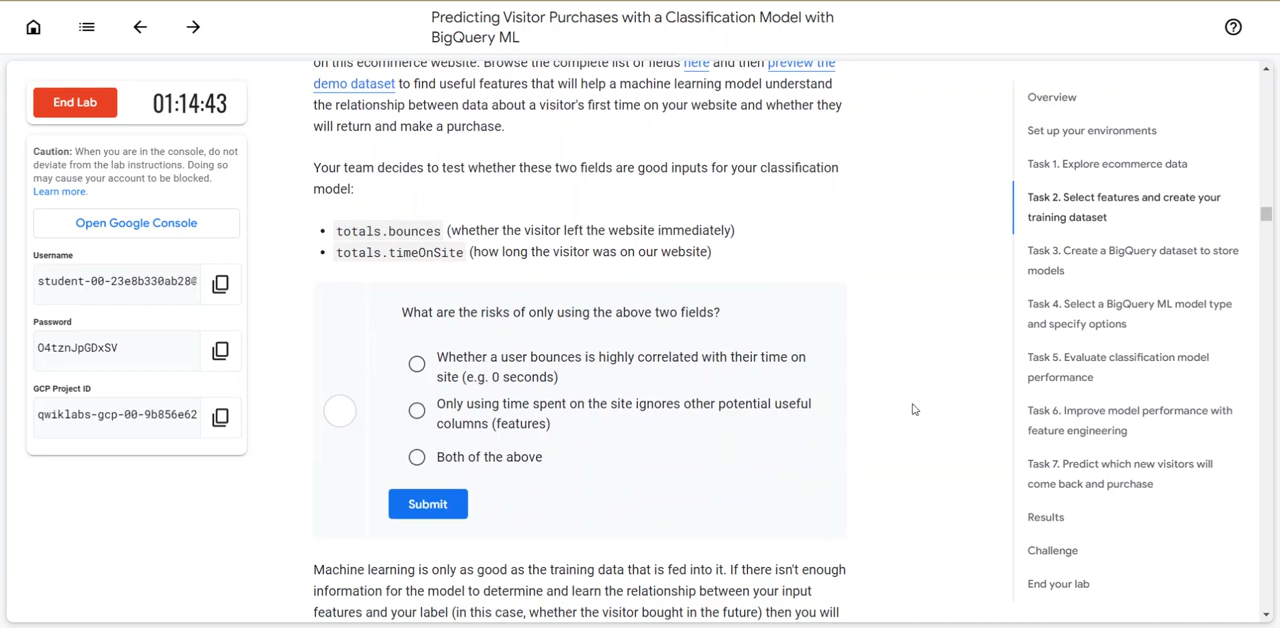 Predicting Visitor Purchases with a Classification Model with
BigQuery ML
End Lab
01:14:43
Caution: When you are in the console, do not
deviate from the lab instructions. Doing so
may cause your account to be blocked.
Learn more.
Open Google Console
Username
student-00-23e8b330ab28@
Password
O4tznJpGDxSV
GCP Project ID
qwiklabs-gcp-00-9b856e62
on this ecommerce website. Browse the complete list of fields here and then preview the
demo dataset to find useful features that will help a machine learning model understand
the relationship between data about a visitor's first time on your website and whether they
will return and make a purchase.
Your team decides to test whether these two fields are good inputs for your classification
model:
• totals.bounces (whether the visitor left the website immediately)
• totals.timeOnSite (how long the visitor was on our website)
What are the risks of only using the above two fields?
Whether a user bounces is highly correlated with their time on
site (e.g. 0 seconds)
Only using time spent on the site ignores other potential useful
columns (features)
Both of the above
Submit
Machine learning is only as good as the training data that is fed into it. If there isn't enough
information for the model to determine and learn the relationship between your input
features and your label (in this case, whether the visitor bought in the future) then you will
Overview
Set up your environments
Task 1. Explore ecommerce data
Task 2. Select features and create your
training dataset
Task 3. Create a BigQuery dataset to store
models
Task 4. Select a BigQuery ML model type
and specify options
Task 5. Evaluate classification model
performance
Task 6. Improve model performance with
feature engineering
Task 7. Predict which new visitors will
come back and purchase
Results
Challenge
End your lab